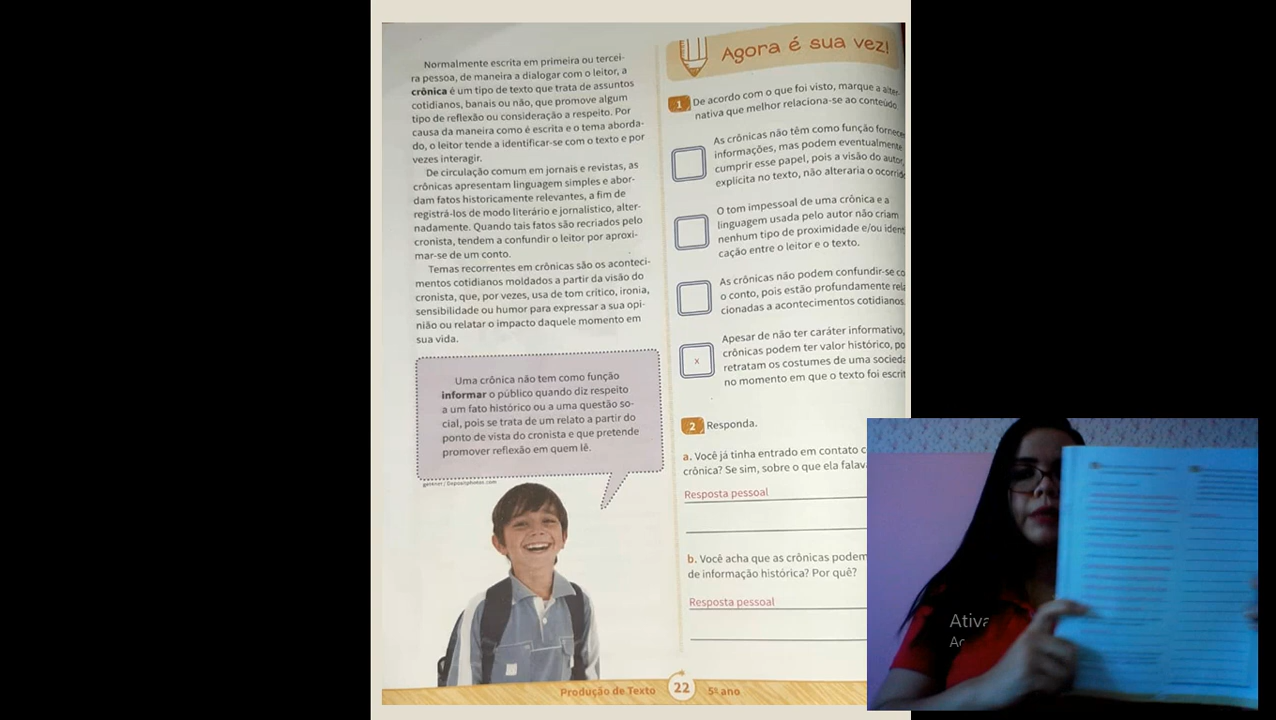 Normalmente escrita em primeira ou tercei-
ra pessoa, de maneira a dialogar com o leitor, a
crônica é um tipo de texto que trata de assuntos
cotidianos, banais ou não, que promove algum
tipo de reflexão ou consideração a respeito. Por
causa da maneira como é escrita e o tema aborda-
do, o leitor tende a identificar-se com o texto e por
vezes interagir.
De circulação comum em jornais e revistas, as
crônicas apresentam linguagem simples e abor-
dam fatos historicamente relevantes, a fim de
registrá-los de modo literário e jornalístico, alter-
nadamente. Quando tais fatos são recriados pelo
cronista, tendem a confundir o leitor por aproxi-
mar-se de um conto.
Temas recorrentes em crônicas são os aconteci-
mentos cotidianos moldados a partir da visão do
cronista, que, por vezes, usa de tom crítico, ironia,
sensibilidade ou humor para expressar a sua opi-
nião ou relatar o impacto daquele momento em
sua vida.
Uma crônica não tem como função
informar o público quando diz respeito
a um fato histórico ou a uma questão so-
cial, pois se trata de um relato a partir do
ponto de vista do cronista e que pretende
promover reflexão em quem lê.
Depositphotos.com
Agora é sua vez!
1 De acordo com o que foi visto, marque a alter
nativa que melhor relaciona-se ao conteúdo.
As crônicas não têm como função fornecer
informações, mas podem eventualmente
cumprir esse papel, pois a visão do autor,
explícita no texto, não alteraria o ocorrido
O tom impessoal de uma crônica e a
linguagem usada pelo autor não criam
nenhum tipo de proximidade e/ou ident
cação entre o leitor e o texto.
As crônicas não podem confundir-se co
o conto, pois estão profundamente rela
cionadas a acontecimentos cotidianos
x
Apesar de não ter caráter informativo,
crônicas podem ter valor histórico, po
retratam os costumes de uma socieda
no momento em que o texto foi escrit
2 Responda.
a. Você já tinha entrado em contato c
crônica? Se sim, sobre o que ela falav
Resposta pessoal
b. Você acha que as crônicas podem
de informação histórica? Por quê?
Resposta pessoal
Produção de Texto 22 5º ano
Ativa
Ac